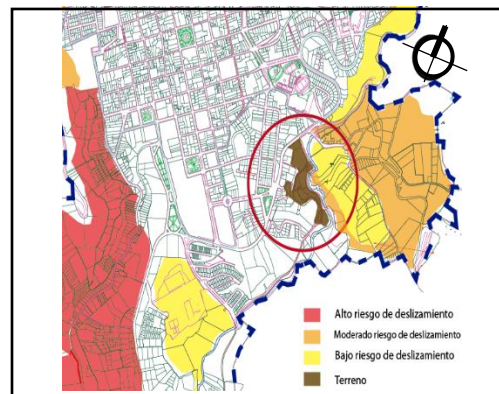 Alto riesgo de deslizamiento
Moderado riesgo de deslizamiento
Bajo riesgo de deslizamiento
Terreno